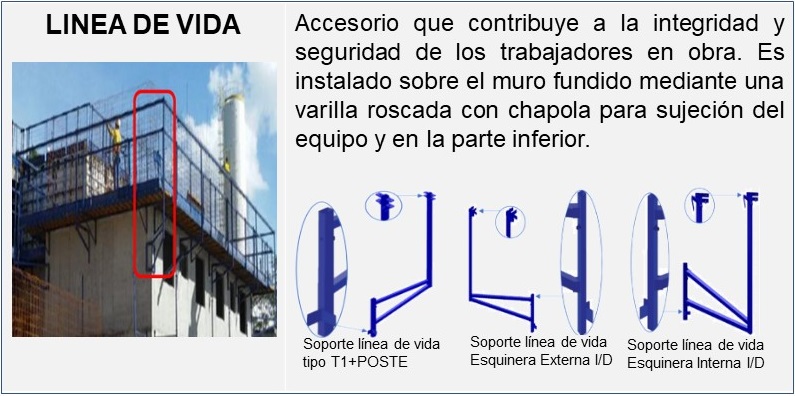 LINEA DE VIDA
Accesorio que contribuye a la integridad y
seguridad de los trabajadores en obra. Es
instalado sobre el muro fundido mediante una
varilla roscada con chapola para sujeción del
equipo y en la parte inferior.
Soporte línea de vida
tipo T1+POSTE
Soporte línea de vida
Esquinera Externa I/D
Soporte línea de vida
Esquinera Interna I/D